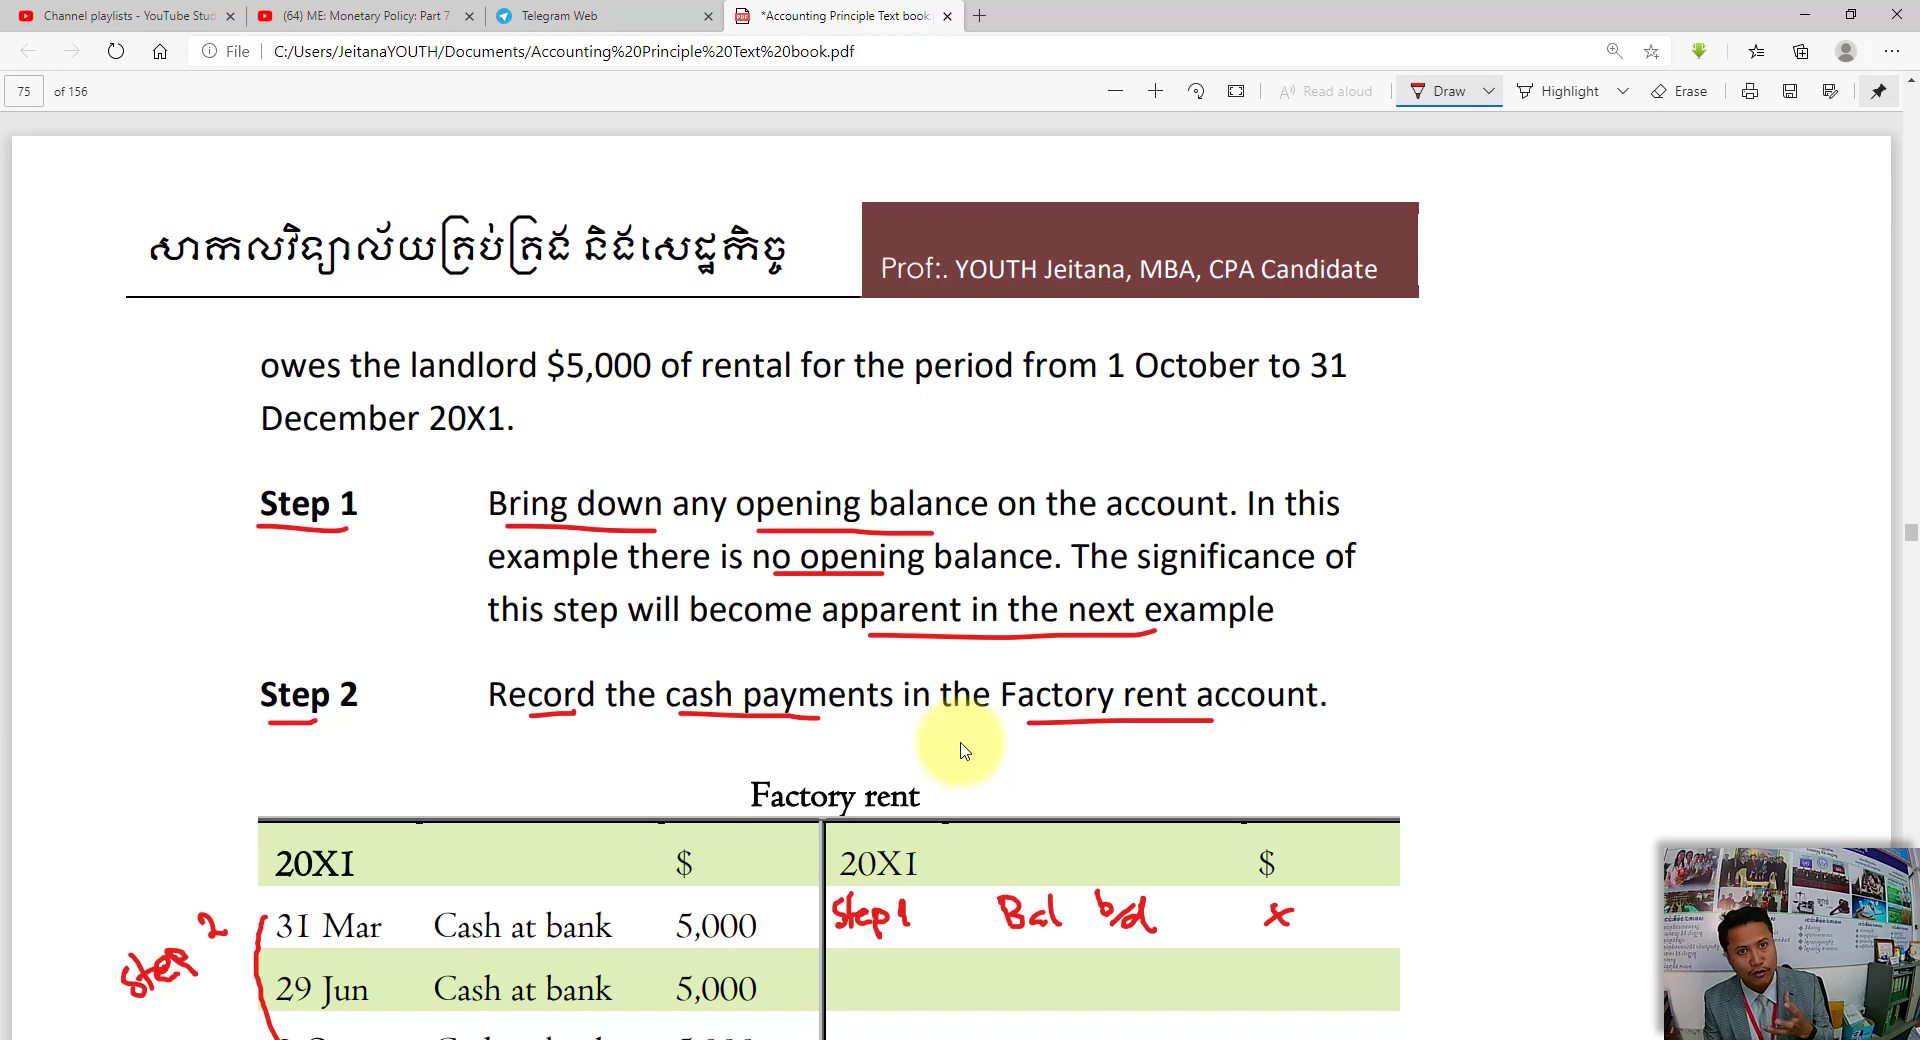 Channel playlists - YouTube Stud
(64) ME: Monetary Policy: Part 7
Telegram Web
*Accounting Principle Text book.
File
C:/Users/JeitanaYOUTH/Documents/Accounting%20Principle%20Text%20book.pdf
75 of 156
Read aloud
Draw
Highlight
Erase
សាកលវិទ្យាល័យគ្រប់គ្រង និងសេដ្ឋកិច្ច
Prof:. YOUTH Jeitana, MBA, CPA Candidate
owes the landlord $5,000 of rental for the period from 1 October to 31
December 20X1.
Step 1 Bring down any opening balance on the account. In this
example there is no opening balance. The significance of
this step will become apparent in the next example
Step 2 Record the cash payments in the Factory rent account.
Factory rent
20X1 $ 20X1 $
31 Mar Cash at bank 5,000 Step 1 Bal b/d x
step 2
29 Jun Cash at bank 5,000